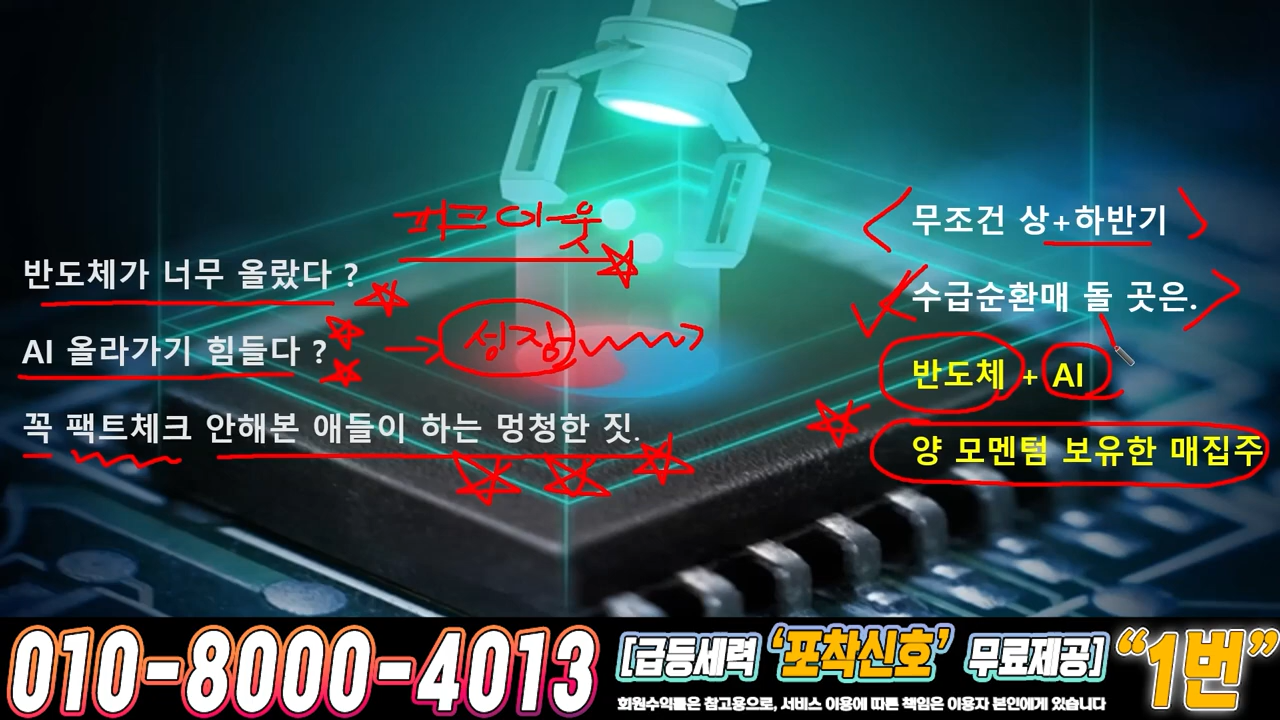 피크아웃
반도체가 너무 올랐다 ?
AI 올라가기 힘들다 ?
성장
꼭 팩트체크 안해본 애들이 하는 멍청한 짓.
무조건 상+하반기
수급순환매 돌 곳은.
반도체 + AI
양 모멘텀 보유한 매집주
010-8000-4013
[급등세력 '포착신호' 무료제공] "1번"
회원수익률은 참고용으로, 서비스 이용에 따른 책임은 이용자 본인에게 있습니다